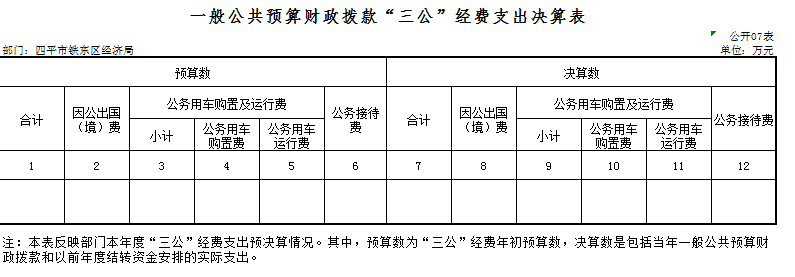 一般公共预算财政拨款“三公”经费支出决算表
公开07表
部门：四平市铁东区经济局 单位：万元
预算数 决算数
合计 因公出国（境）费 公务用车购置及运行费 公务接待费 合计 因公出国（境）费 公务用车购置及运行费 公务接待费
小计 公务用车购置费 公务用车运行费 小计 公务用车购置费 公务用车运行费
1 2 3 4 5 6 7 8 9 10 11 12
注：本表反映部门本年度“三公”经费支出预决算情况。其中，预算数为“三公”经费年初预算数，决算数是包括当年一般公共预算财
政拨款和以前年度结转资金安排的实际支出。